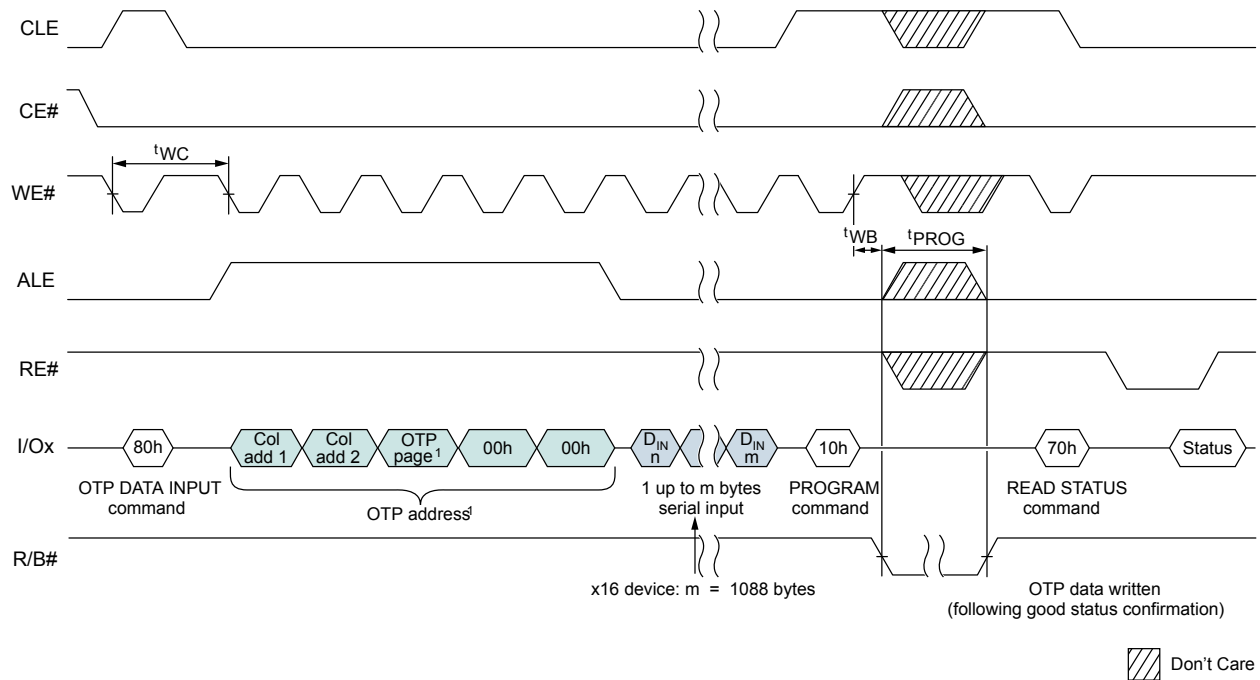 CLE
CE#
tWC
WE#
tWB
tPROG
ALE
RE#
I/Ox
80h
Col
add 1
Col
add 2
OTP
page1
00h
00h
DIN
n
DIN
m
10h
70h
Status
OTP DATA INPUT
command
OTP address1
1 up to m bytes
serial input
PROGRAM
command
READ STATUS
command
R/B#
x16 device: m = 1088 bytes
OTP data written
(following good status confirmation)
Don't Care